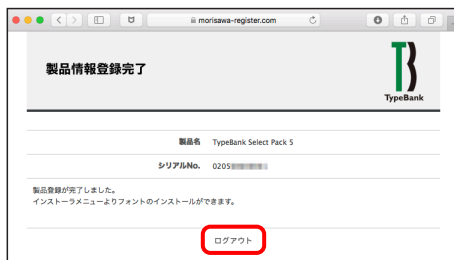 morisawa-register.com
製品情報登録完了
TypeBank
製品名 TypeBank Select Pack 5
シリアルNo. 0205
製品登録が完了しました。
インストーラメニューよりフォントのインストールができます。
ログアウト